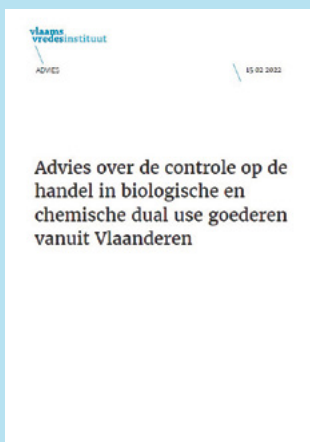 vlaams
vredesinstituut
ADVIES
15 02 2022
Advies over de controle op de
handel in biologische en
chemische dual use goederen
vanuit Vlaanderen